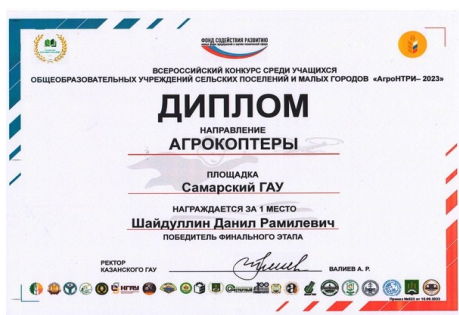 ФОНД СОДЕЙСТВИЯ РАЗВИТИЮ
ВСЕРОССИЙСКИЙ КОНКУРС СРЕДИ УЧАЩИХСЯ
ОБЩЕОБРАЗОВАТЕЛЬНЫХ УЧРЕЖДЕНИЙ СЕЛЬСКИХ ПОСЕЛЕНИЙ И МАЛЫХ ГОРОДОВ «АгроНТРИ– 2023»
ДИПЛОМ
НАПРАВЛЕНИЕ
АГРОКОПТЕРЫ
ПЛОЩАДКА
Самарский ГАУ
НАГРАЖДАЕТСЯ ЗА 1 МЕСТО
Шайдуллин Данил Рамилевич
ПОБЕДИТЕЛЬ ФИНАЛЬНОГО ЭТАПА
РЕКТОР
КАЗАНСКОГО ГАУ
ВАЛИЕВ А. Р.